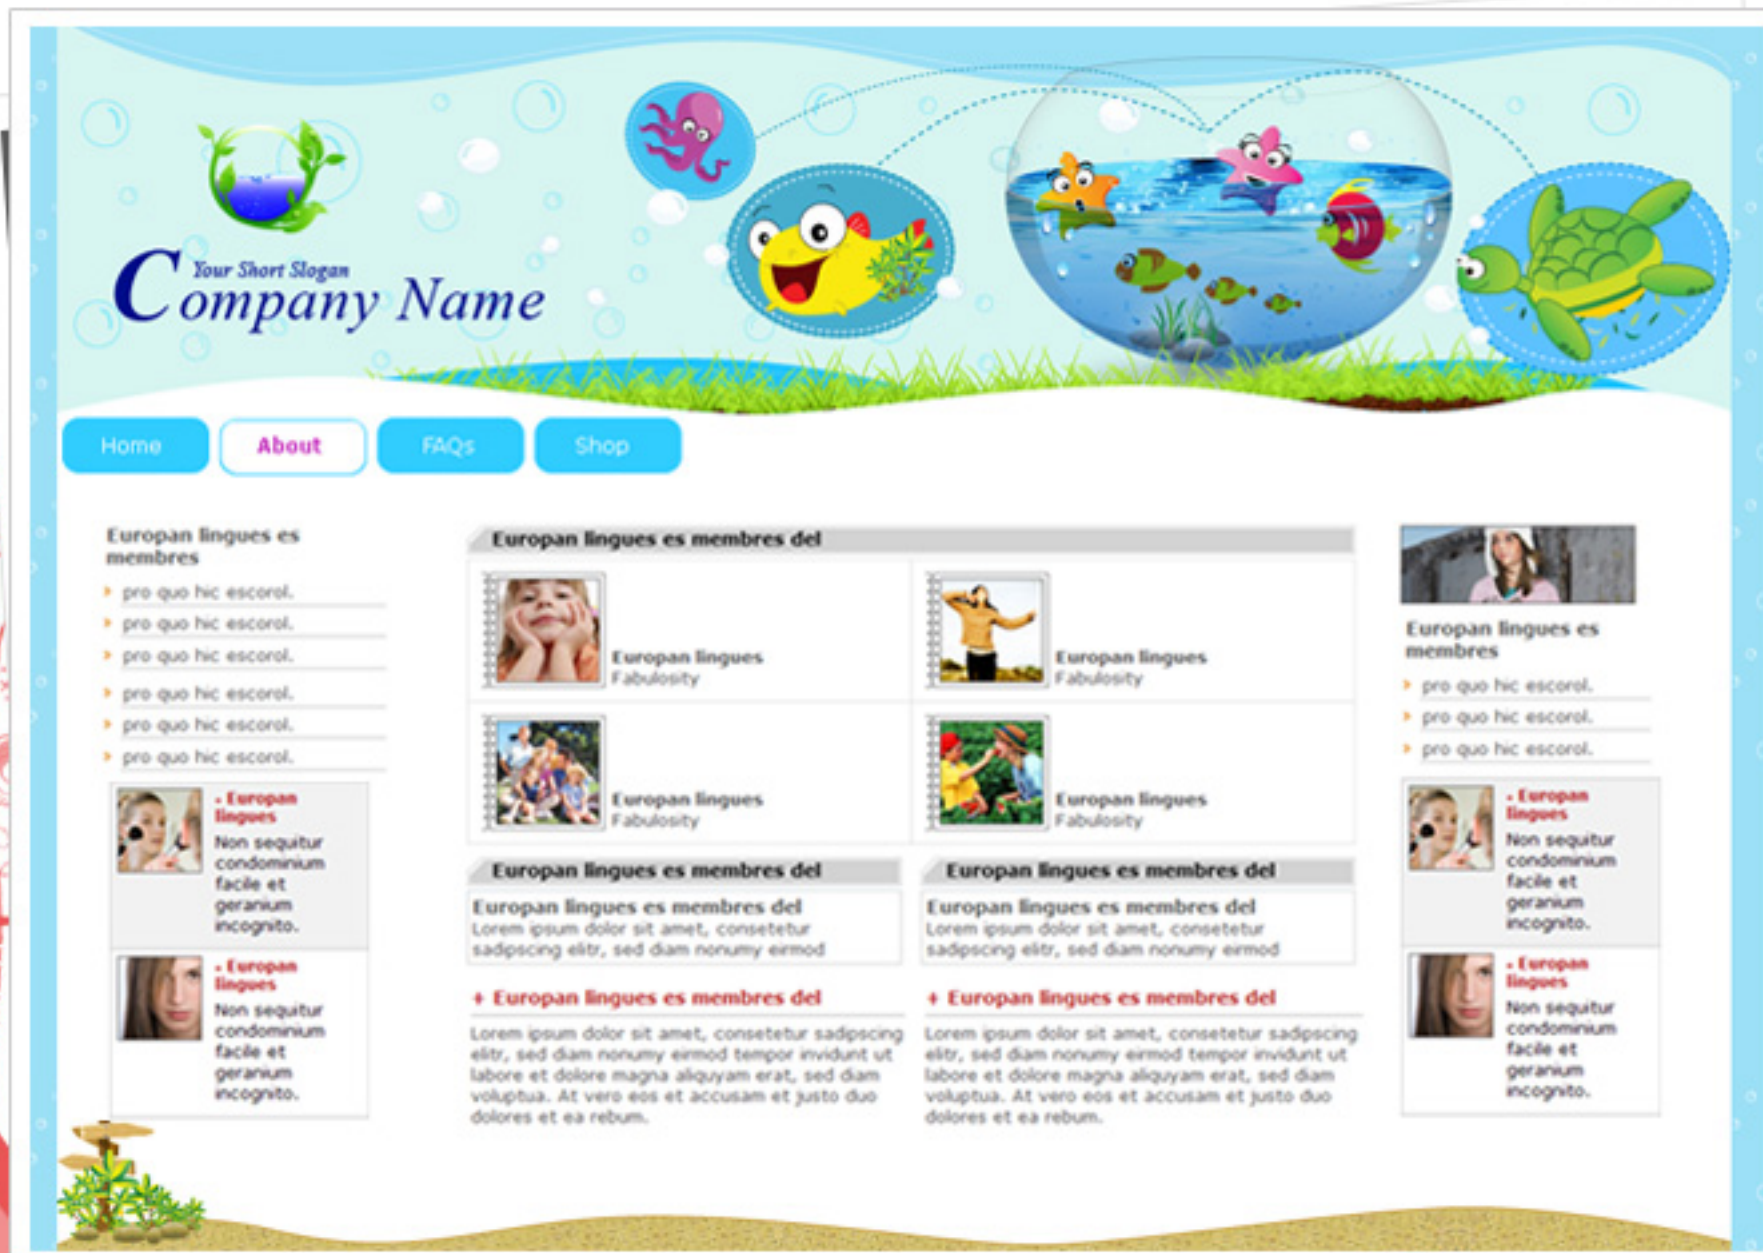 Your Short Slogan
Company Name
Home
About
FAQs
Shop
Europan lingues es
membres
pro quo hic escorol.
pro quo hic escorol.
pro quo hic escorol.
pro quo hic escorol.
pro quo hic escorol.
pro quo hic escorol.
. Europan
lingues
Non sequitur
condominium
facile et
geranium
incognito.
. Europan
lingues
Non sequitur
condominium
facile et
geranium
incognito.
Europan lingues es membres del
Europan lingues
Fabulosity
Europan lingues
Fabulosity
Europan lingues
Fabulosity
Europan lingues
Fabulosity
Europan lingues es membres del
Europan lingues es membres del
Lorem ipsum dolor sit amet, consetetur
sadipscing elitr, sed diam nonumy eirmod
+ Europan lingues es membres del
Lorem ipsum dolor sit amet, consetetur sadipscing
elitr, sed diam nonumy eirmod tempor invidunt ut
labore et dolore magna aliquyam erat, sed diam
voluptua. At vero eos et accusam et justo duo
dolores et ea rebum.
Europan lingues es membres del
Europan lingues es membres del
Lorem ipsum dolor sit amet, consetetur
sadipscing elitr, sed diam nonumy eirmod
+ Europan lingues es membres del
Lorem ipsum dolor sit amet, consetetur sadipscing
elitr, sed diam nonumy eirmod tempor invidunt ut
labore et dolore magna aliquyam erat, sed diam
voluptua. At vero eos et accusam et justo duo
dolores et ea rebum.
Europan lingues es
membres
pro quo hic escorol.
pro quo hic escorol.
pro quo hic escorol.
. Europan
lingues
Non sequitur
condominium
facile et
geranium
incognito.
. Europan
lingues
Non sequitur
condominium
facile et
geranium
incognito.